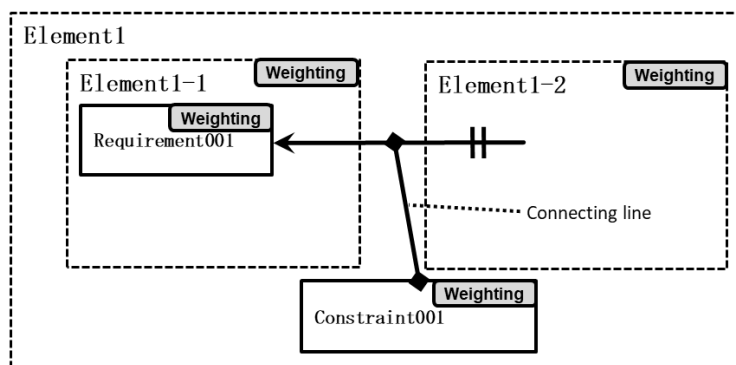 Element1
Element1-1
Weighting
Element1-2
Weighting
Weighting
Requirement001
Connecting line
Weighting
Constraint001